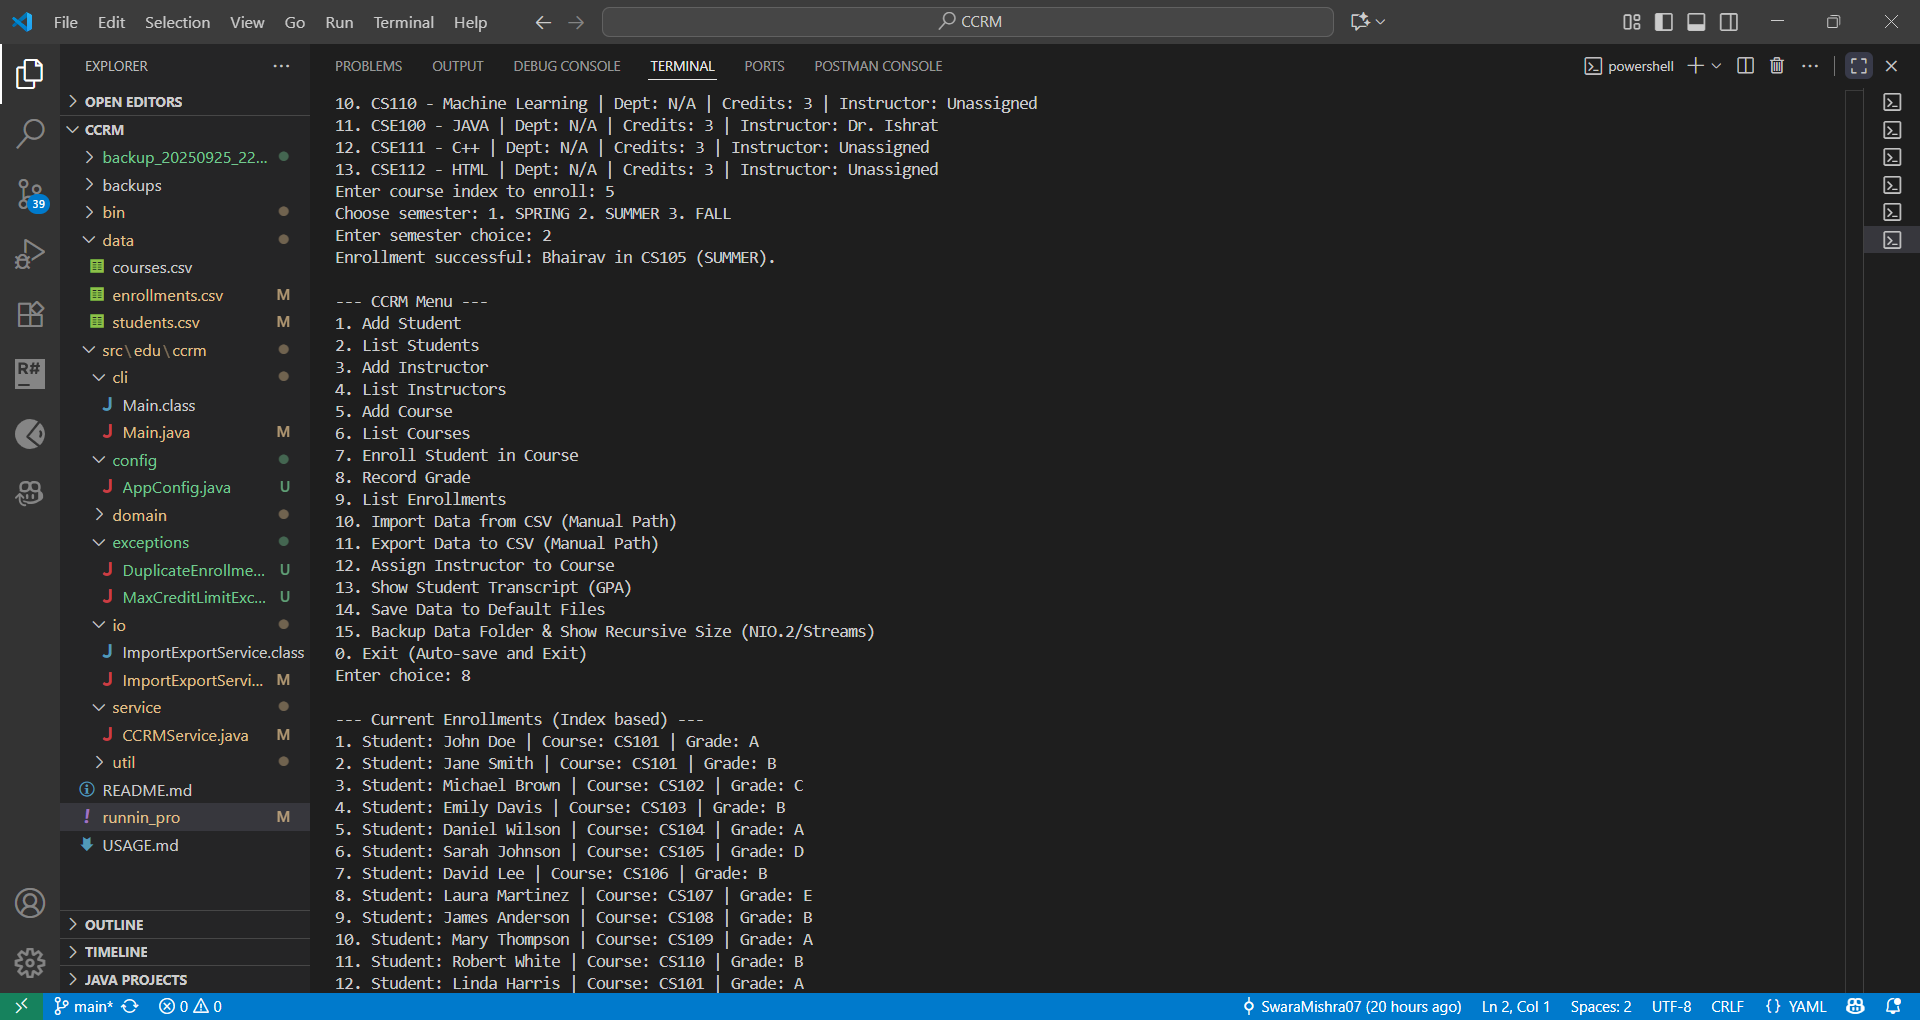 File Edit Selection View Go Run Terminal Help
CCRM
EXPLORER
OPEN EDITORS
CCRM
backup_20250925_22...
backups
bin
data
courses.csv
enrollments.csv M
students.csv M
src\edu\ccrm
cli
J Main.class
J Main.java M
config
J AppConfig.java U
domain
exceptions
J DuplicateEnrollme... U
J MaxCreditLimitExc... U
io
J ImportExportService.class
J ImportExportServi... M
service
J CCRMService.java M
util
README.md
! runnin_pro M
USAGE.md
OUTLINE
TIMELINE
JAVA PROJECTS
39
R#
PROBLEMS OUTPUT DEBUG CONSOLE TERMINAL PORTS POSTMAN CONSOLE
powershell
10. CS110 - Machine Learning | Dept: N/A | Credits: 3 | Instructor: Unassigned
11. CSE100 - JAVA | Dept: N/A | Credits: 3 | Instructor: Dr. Ishrat
12. CSE111 - C++ | Dept: N/A | Credits: 3 | Instructor: Unassigned
13. CSE112 - HTML | Dept: N/A | Credits: 3 | Instructor: Unassigned
Enter course index to enroll: 5
Choose semester: 1. SPRING 2. SUMMER 3. FALL
Enter semester choice: 2
Enrollment successful: Bhairav in CS105 (SUMMER).
--- CCRM Menu ---
1. Add Student
2. List Students
3. Add Instructor
4. List Instructors
5. Add Course
6. List Courses
7. Enroll Student in Course
8. Record Grade
9. List Enrollments
10. Import Data from CSV (Manual Path)
11. Export Data to CSV (Manual Path)
12. Assign Instructor to Course
13. Show Student Transcript (GPA)
14. Save Data to Default Files
15. Backup Data Folder & Show Recursive Size (NIO.2/Streams)
0. Exit (Auto-save and Exit)
Enter choice: 8
--- Current Enrollments (Index based) ---
1. Student: John Doe | Course: CS101 | Grade: A
2. Student: Jane Smith | Course: CS101 | Grade: B
3. Student: Michael Brown | Course: CS102 | Grade: C
4. Student: Emily Davis | Course: CS103 | Grade: B
5. Student: Daniel Wilson | Course: CS104 | Grade: A
6. Student: Sarah Johnson | Course: CS105 | Grade: D
7. Student: David Lee | Course: CS106 | Grade: B
8. Student: Laura Martinez | Course: CS107 | Grade: E
9. Student: James Anderson | Course: CS108 | Grade: B
10. Student: Mary Thompson | Course: CS109 | Grade: A
11. Student: Robert White | Course: CS110 | Grade: B
12. Student: Linda Harris | Course: CS101 | Grade: A
main* 0 0 SwaraMishra07 (20 hours ago) Ln 2, Col 1 Spaces: 2 UTF-8 CRLF {} YAML